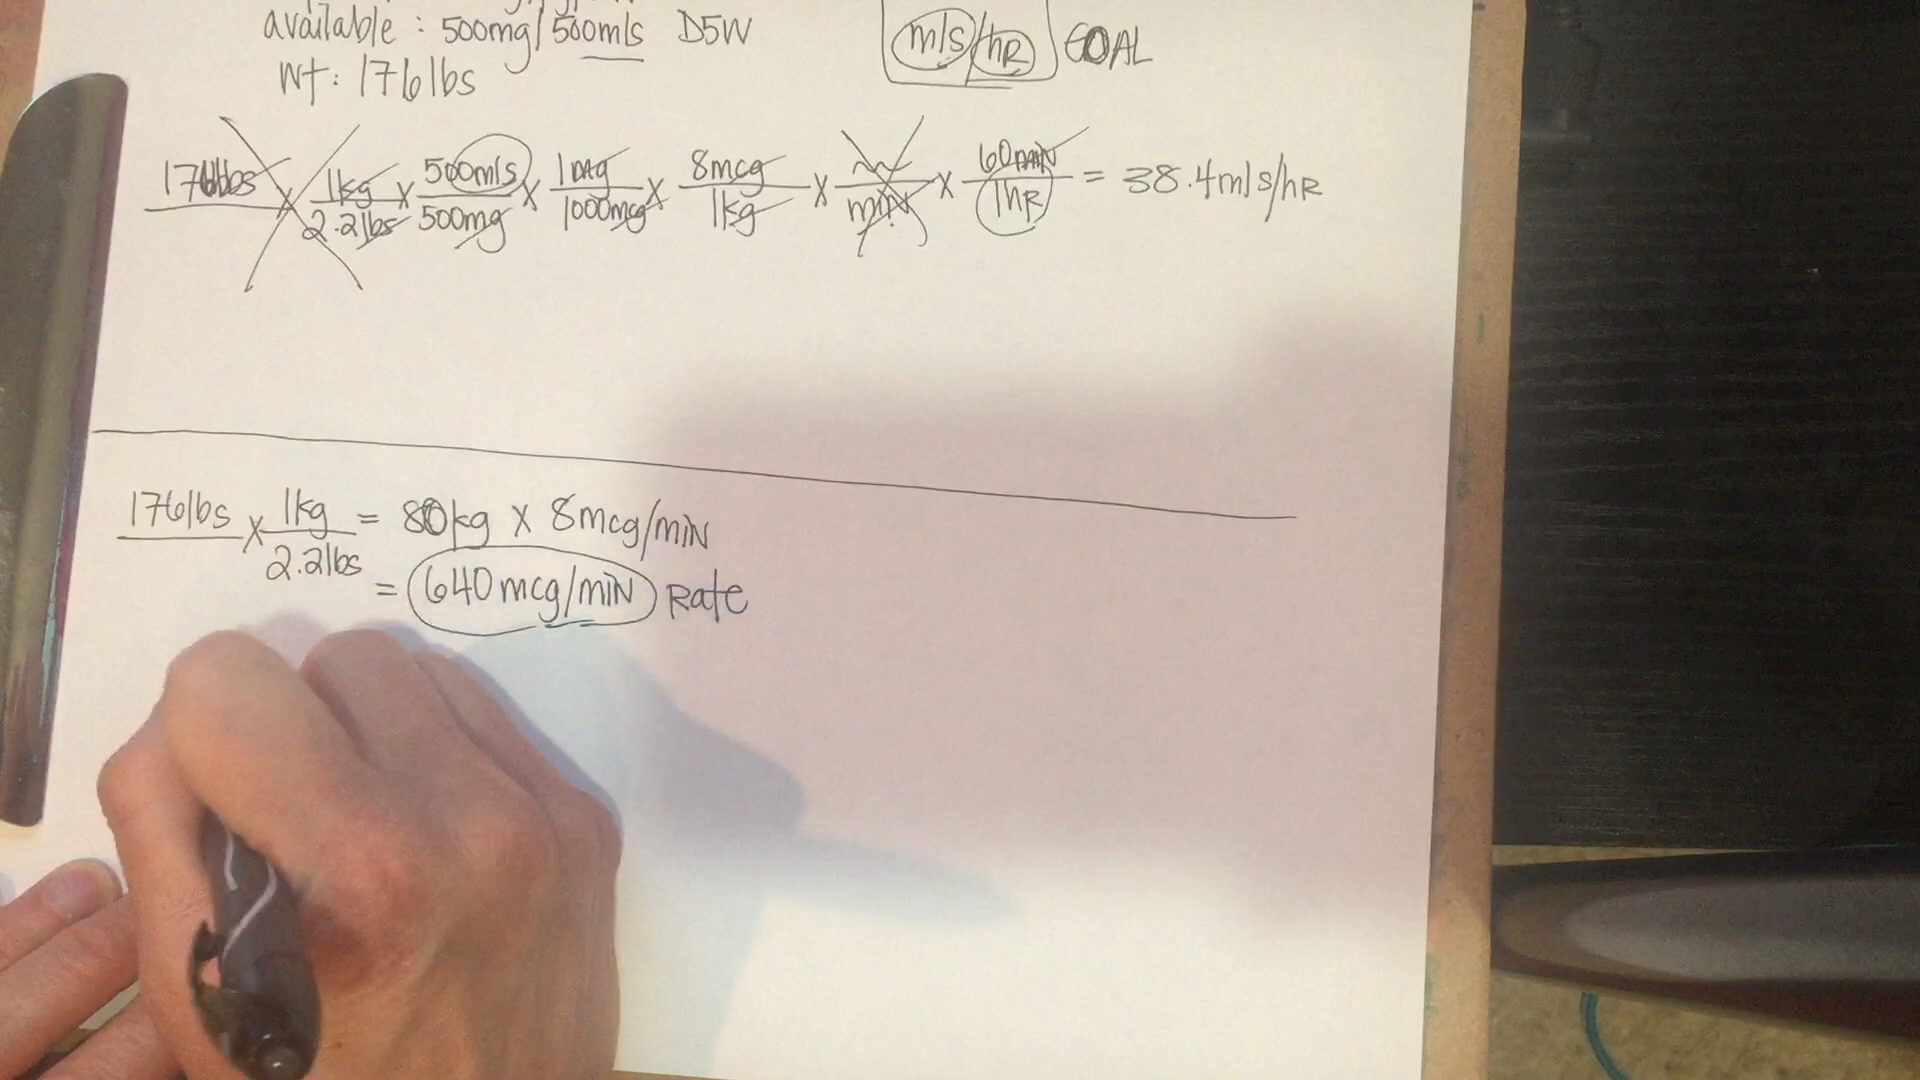 available : 500mg/500mls D5W
mls/hR GOAL
Wt: 176lbs
176lbs x 1kg/2.2lbs x 500mls/500mg x 1mg/1000mcg x 8mcg/1kg x /min x 60min/1hR = 38.4mls/hR
176lbs x 1kg/2.2lbs = 80kg x 8mcg/min
= 640mcg/min Rate